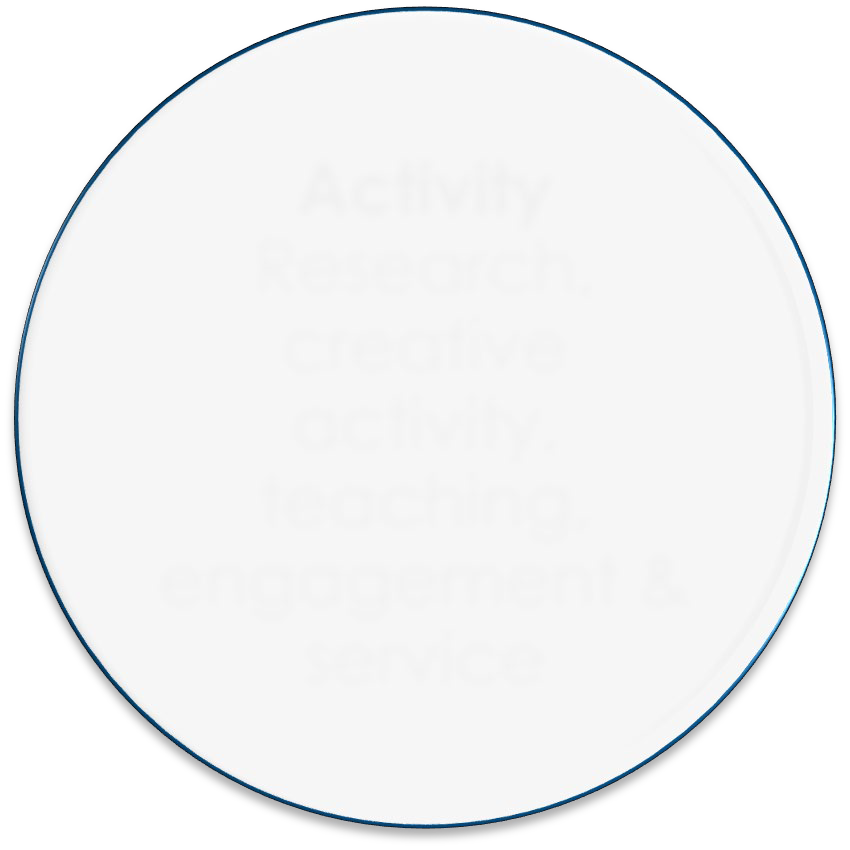 Activity
Research,
creative
activity,
teaching,
engagement &
service